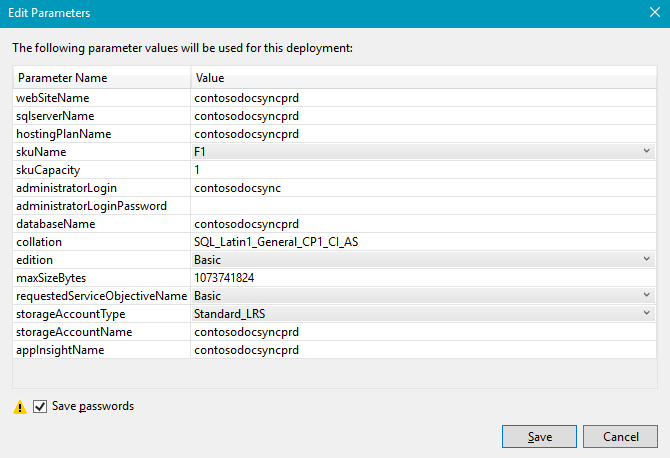 Edit Parameters
The following parameter values will be used for this deployment:
Parameter Name Value
webSiteName contosodocsyncprd
sqlserverName contosodocsyncprd
hostingPlanName contosodocsyncprd
skuName F1
skuCapacity 1
administratorLogin contosodocsync
administratorLoginPassword
databaseName contosodocsyncprd
collation SQL_Latin1_General_CP1_CI_AS
edition Basic
maxSizeBytes 1073741824
requestedServiceObjectiveName Basic
storageAccountType Standard_LRS
storageAccountName contosodocsyncprd
appInsightName contosodocsyncprd
Save passwords
Save Cancel